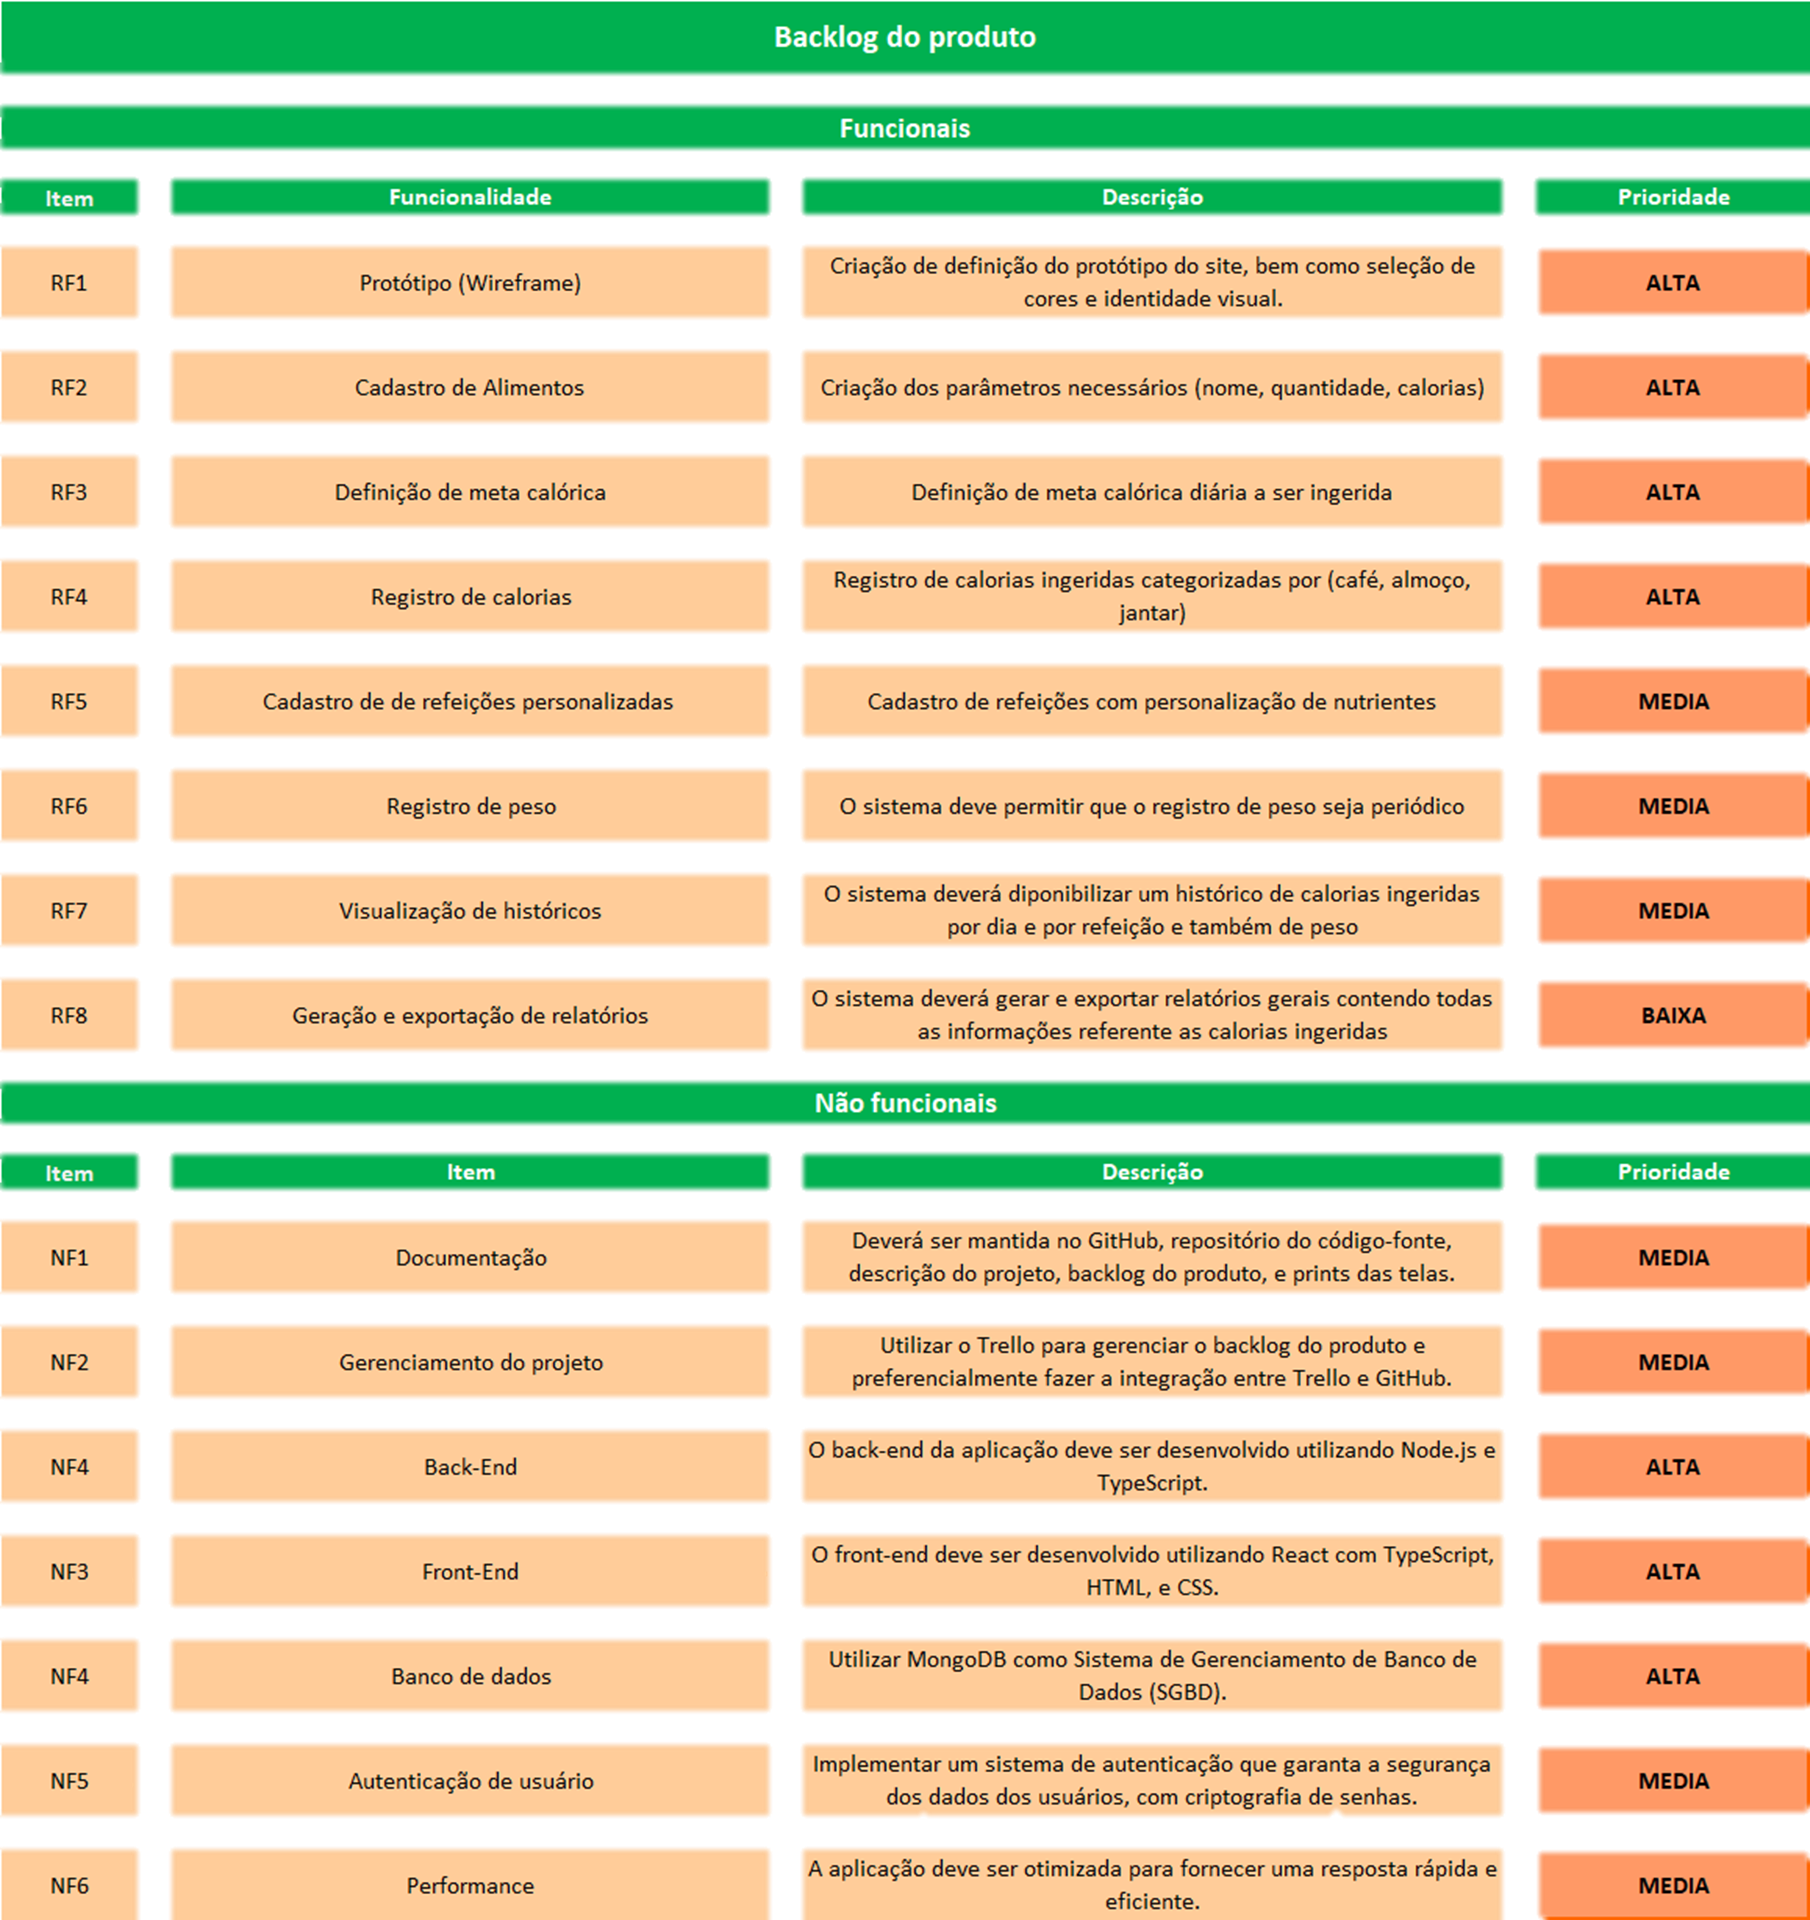 Backlog do produto
Funcionais
Item Funcionalidade Descrição Prioridade
RF1 Protótipo (Wireframe) Criação de definição do protótipo do site, bem como seleção de
cores e identidade visual. ALTA
RF2 Cadastro de Alimentos Criação dos parâmetros necessários (nome, quantidade, calorias) ALTA
RF3 Definição de meta calórica Definição de meta calórica diária a ser ingerida ALTA
RF4 Registro de calorias Registro de calorias ingeridas categorizadas por (café, almoço,
jantar) ALTA
RF5 Cadastro de de refeições personalizadas Cadastro de refeições com personalização de nutrientes MEDIA
RF6 Registro de peso O sistema deve permitir que o registro de peso seja periódico MEDIA
RF7 Visualização de históricos O sistema deverá diponibilizar um histórico de calorias ingeridas
por dia e por refeição e também de peso MEDIA
RF8 Geração e exportação de relatórios O sistema deverá gerar e exportar relatórios gerais contendo todas
as informações referente as calorias ingeridas BAIXA
Não funcionais
Item Item Descrição Prioridade
NF1 Documentação Deverá ser mantida no GitHub, repositório do código-fonte,
descrição do projeto, backlog do produto, e prints das telas. MEDIA
NF2 Gerenciamento do projeto Utilizar o Trello para gerenciar o backlog do produto e
preferencialmente fazer a integração entre Trello e GitHub. MEDIA
NF4 Back-End O back-end da aplicação deve ser desenvolvido utilizando Node.js e
TypeScript. ALTA
NF3 Front-End O front-end deve ser desenvolvido utilizando React com TypeScript,
HTML, e CSS. ALTA
NF4 Banco de dados Utilizar MongoDB como Sistema de Gerenciamento de Banco de
Dados (SGBD). ALTA
NF5 Autenticação de usuário Implementar um sistema de autenticação que garanta a segurança
dos dados dos usuários, com criptografia de senhas. MEDIA
NF6 Performance A aplicação deve ser otimizada para fornecer uma resposta rápida e
eficiente. MEDIA